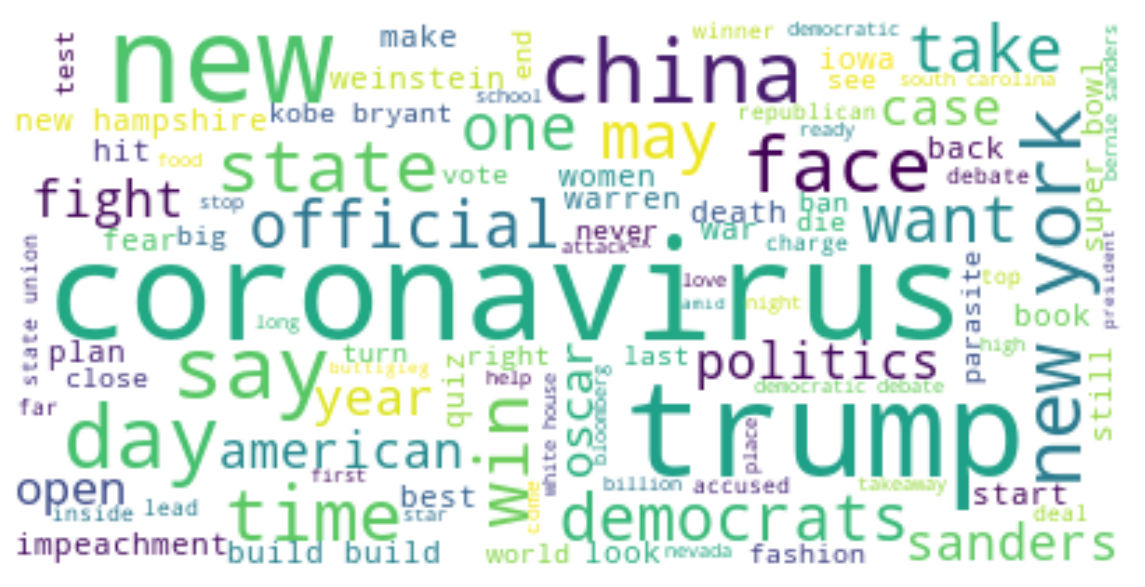 test
new
make
weinstein
end
school
china
winner
democratic
iowa
see
take
south carolina
super bowl
bernie sanders
new hampshire
kobe bryant
one
may
republican
case
ready
hit
food
state
vote
women
face
back
debate
new york
fight
stop
official
warren
death
ban
die
want
fear
big
never
attack
war
charge
state union
coronavirus
love
amid
night
long
parasite
top
book
president
plan
close
say
turn
buttigieg
right
quiz
help
oscar
last
politics
high
democratic debate
still
far
year
day
american
win
white house
bloomberg
trump
place
first
open
inside
lead
time
best
star
come
billion
accused
takeaway
start
deal
impeachment
build build
world
look
democrats
nevada
fashion
sanders